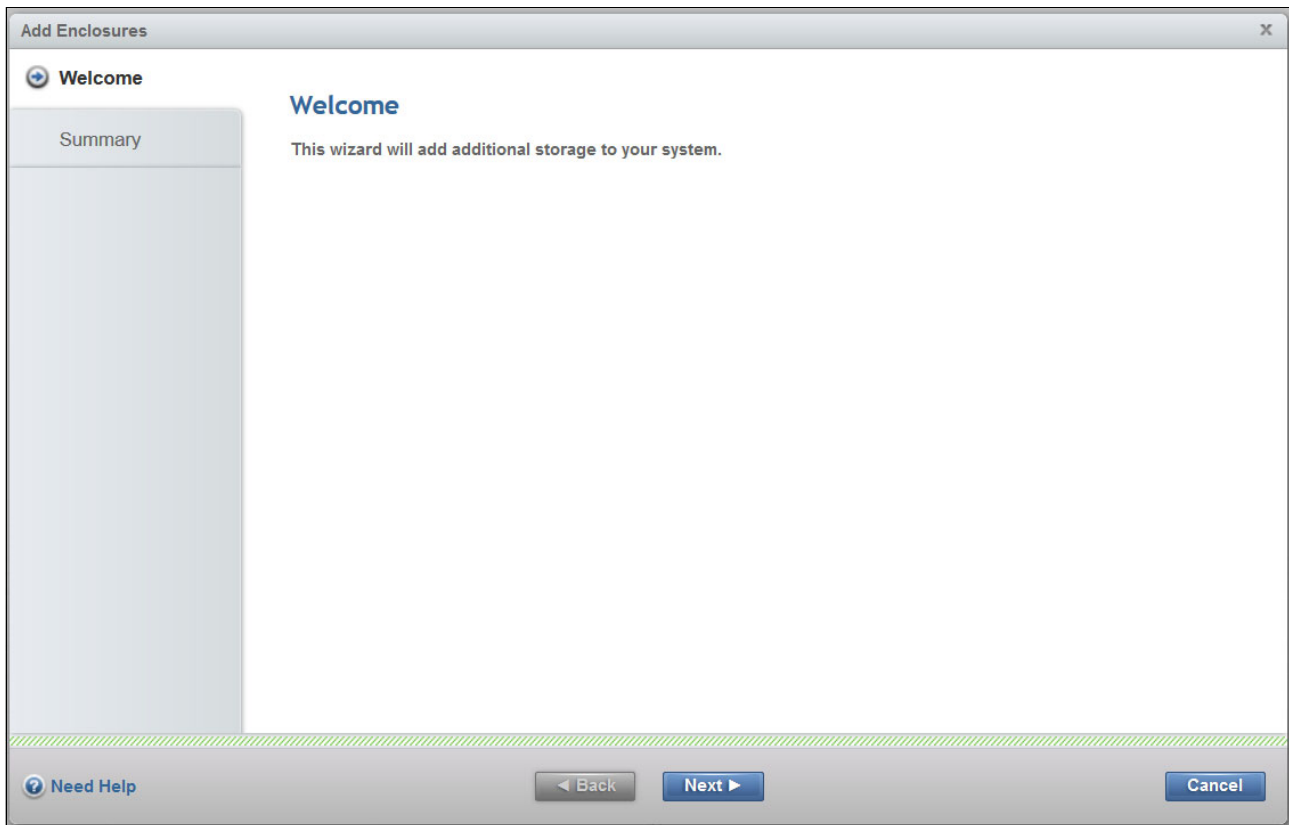 Add Enclosures
x
Welcome
Summary
Welcome
This wizard will add additional storage to your system.
Need Help
◄ Back
Next ►
Cancel